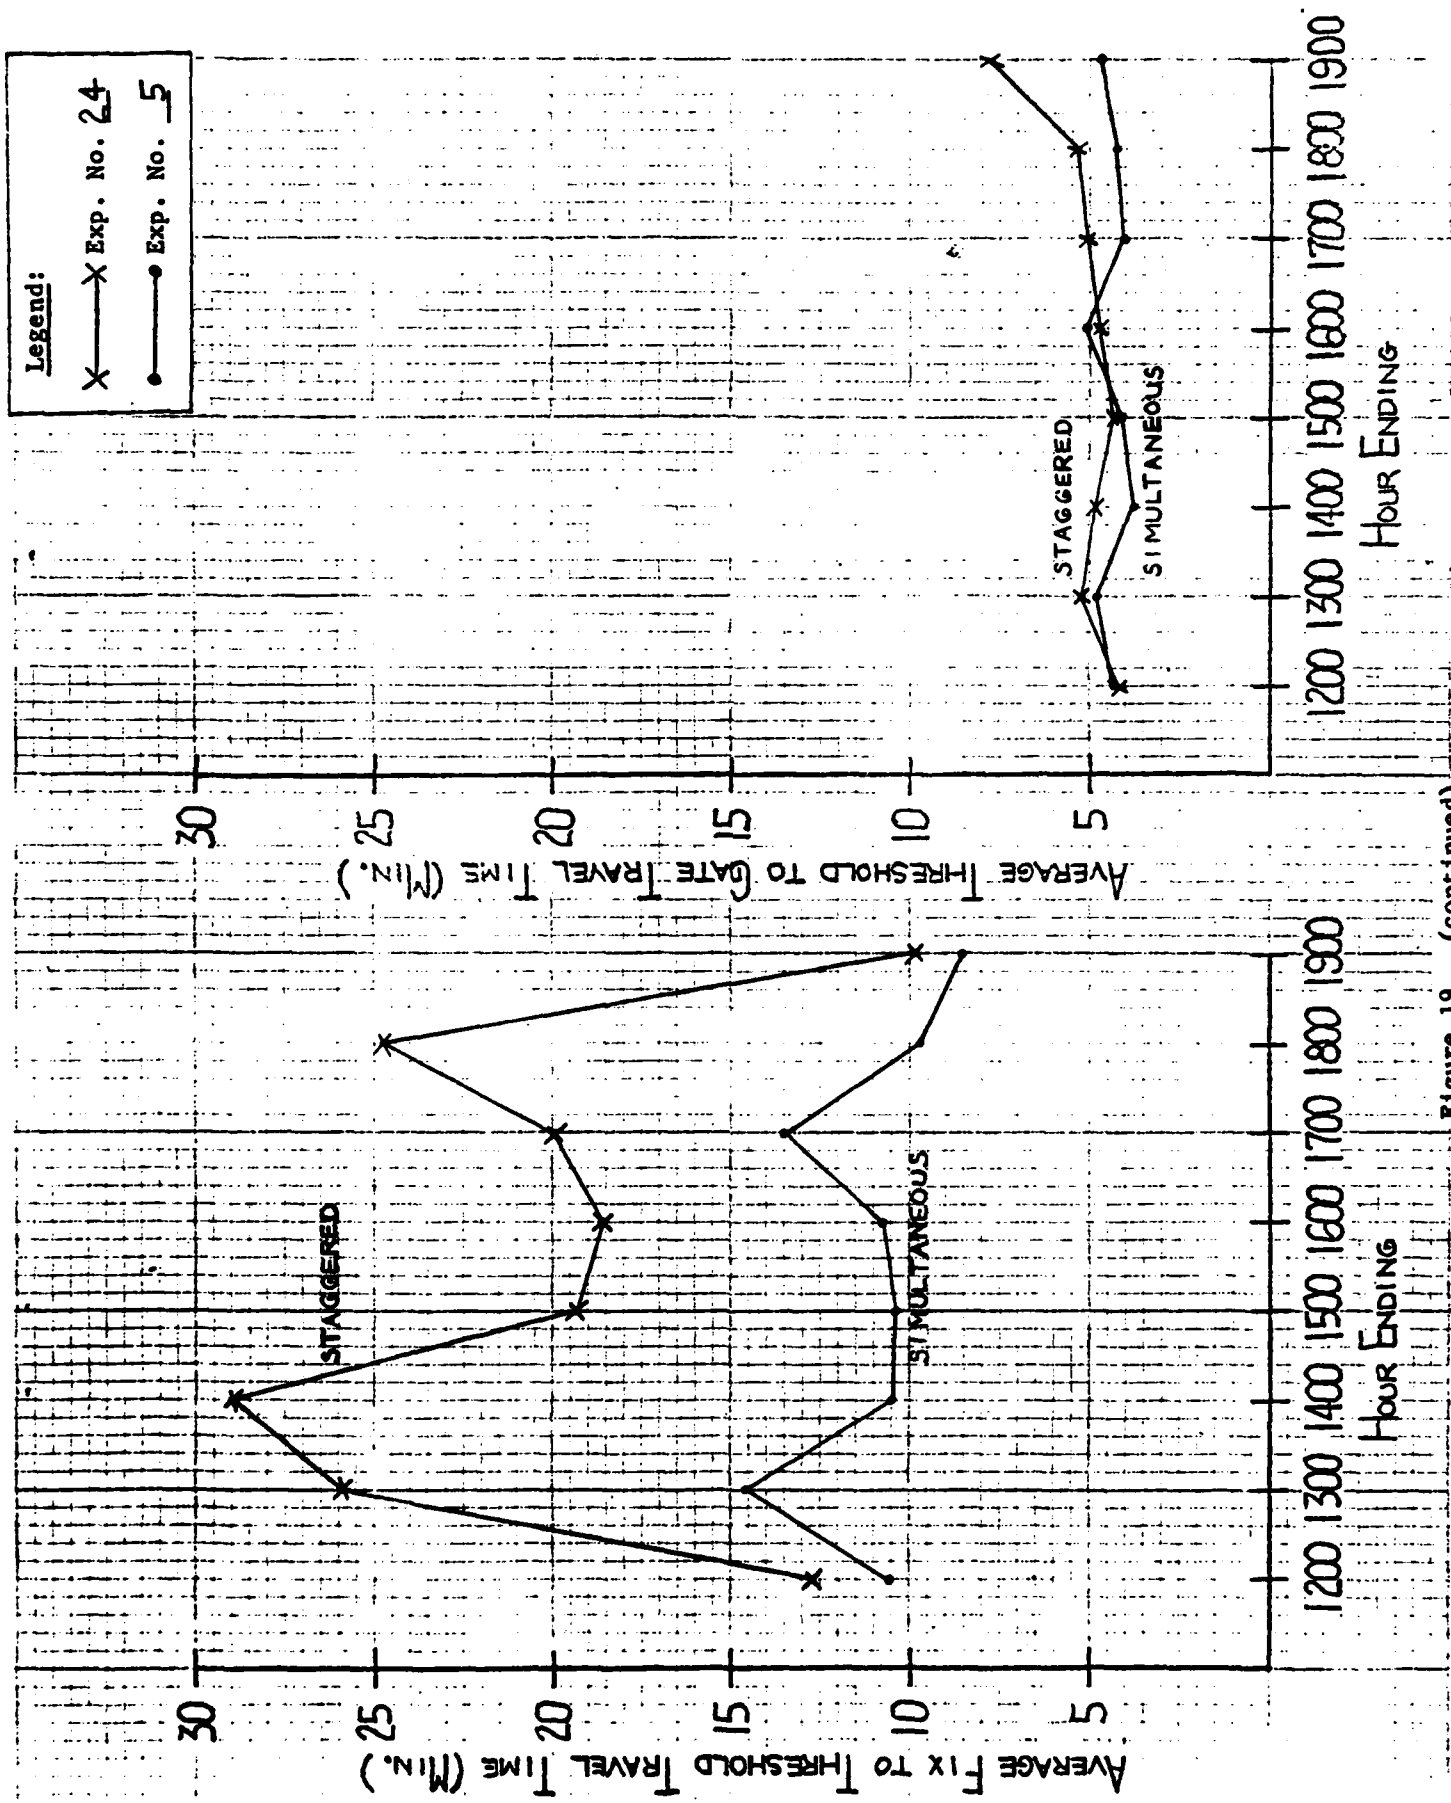 Legend:
Exp. No. 24
Exp. No. 5
30
25
20
15
10
5
AVERAGE FIX TO THRESHOLD TRAVEL TIME (MIN.)
STAGGERED
SIMULTANEOUS
1200 1300 1400 1500 1600 1700 1800 1900
HOUR ENDING
30
25
20
15
10
5
AVERAGE THRESHOLD TO GATE TRAVEL TIME (MIN.)
STAGGERED
SIMULTANEOUS
1200 1300 1400 1500 1600 1700 1800 1900
HOUR ENDING
Figure 19 (continued)